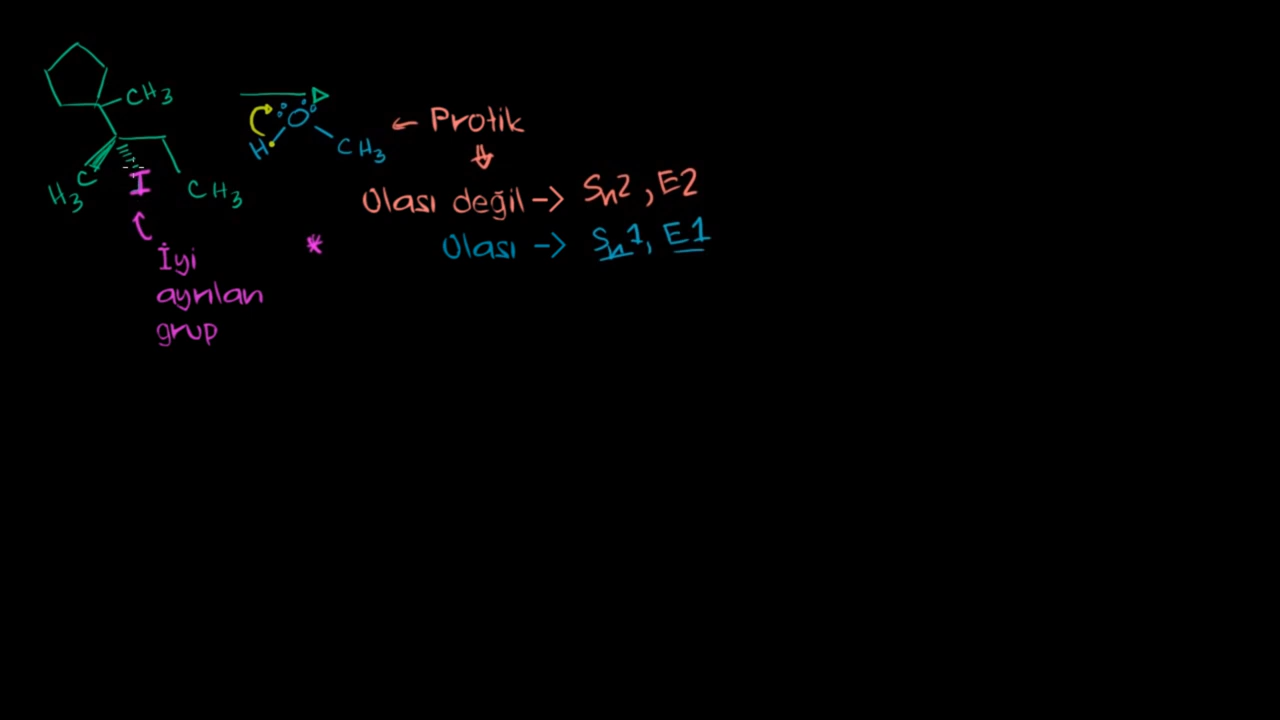 CH3
H3C
I
CH3
H
O
CH3
← Protik
Olası değil → Sn2, E2
Olası → Sn1, E1
*
İyi
ayrılan
grup